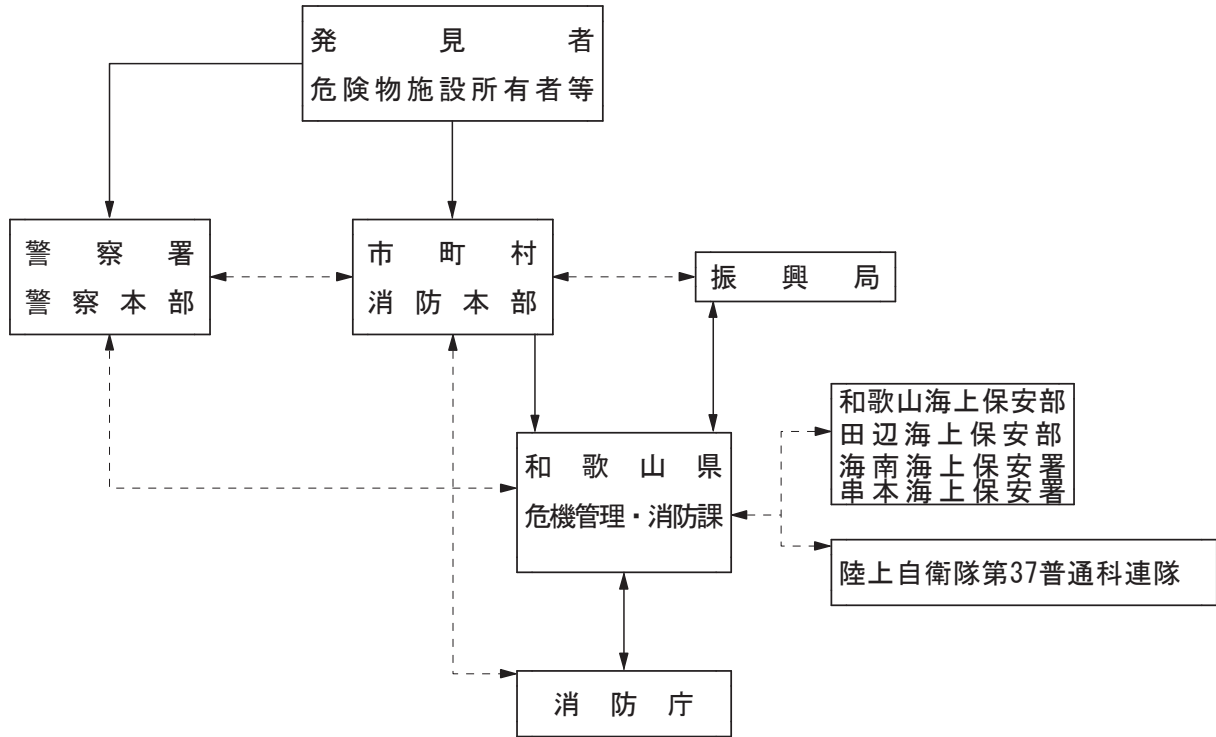 発見者
危険物施設所有者等
警察署
警察本部
市町村
消防本部
振興局
和歌山県
危機管理・消防課
和歌山海上保安部
田辺海上保安部
海南海上保安署
串本海上保安署
陸上自衛隊第37普通科連隊
消防庁